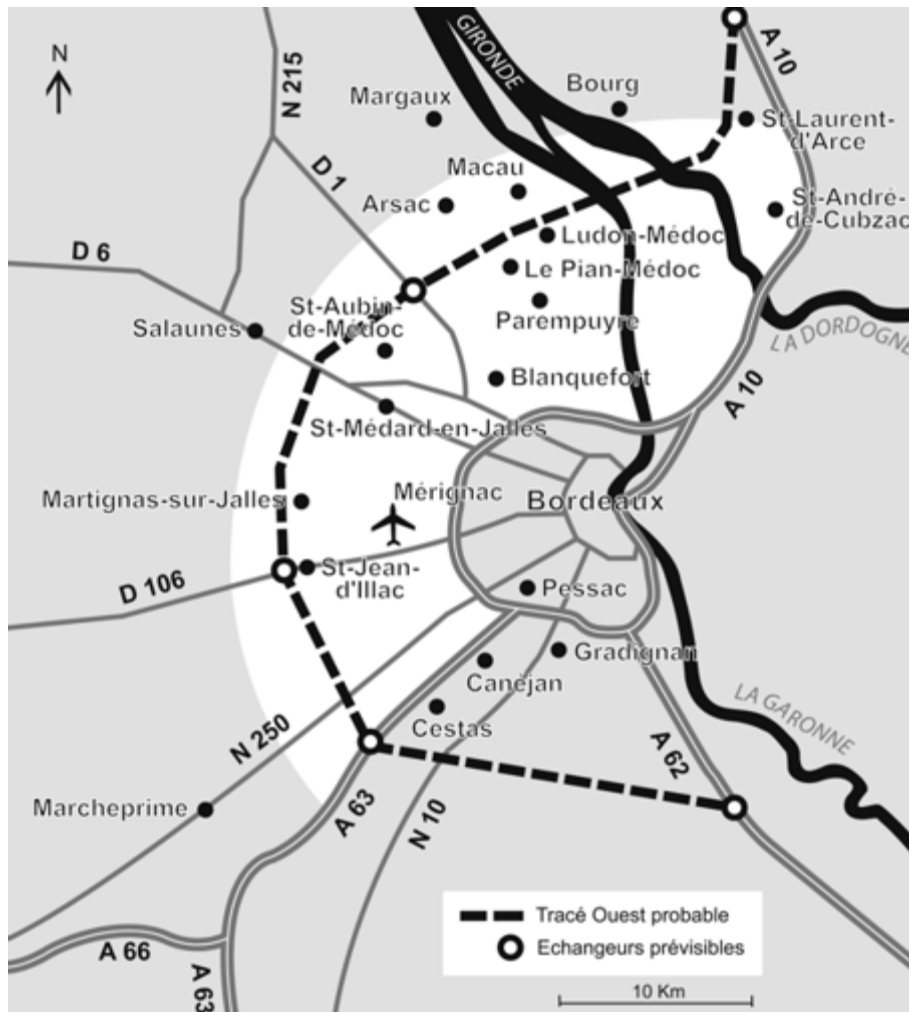 N
N 215
GIRONDE
A 10
Bourg
Margaux
St-Laurent-
d'Arce
D 1
Macau
Arsac
St-André-
de-Cubzac
D 6
Ludon-Médoc
Le Pian-Médoc
St-Aubin-
de-Médoc
Parempuyre
Salaunes
LA DORDOGNE
Blanquefort
A 10
St-Médard-en-Jalles
Mérignac
Martignas-sur-Jalles
Bordeaux
St-Jean-
d'Illac
D 106
Pessac
Gradignan
Canéjan
Cestas
LA GARONNE
N 250
A 62
Marcheprime
A 63
N 10
A 66
A 63
Tracé Ouest probable
Echangeurs prévisibles
10 Km